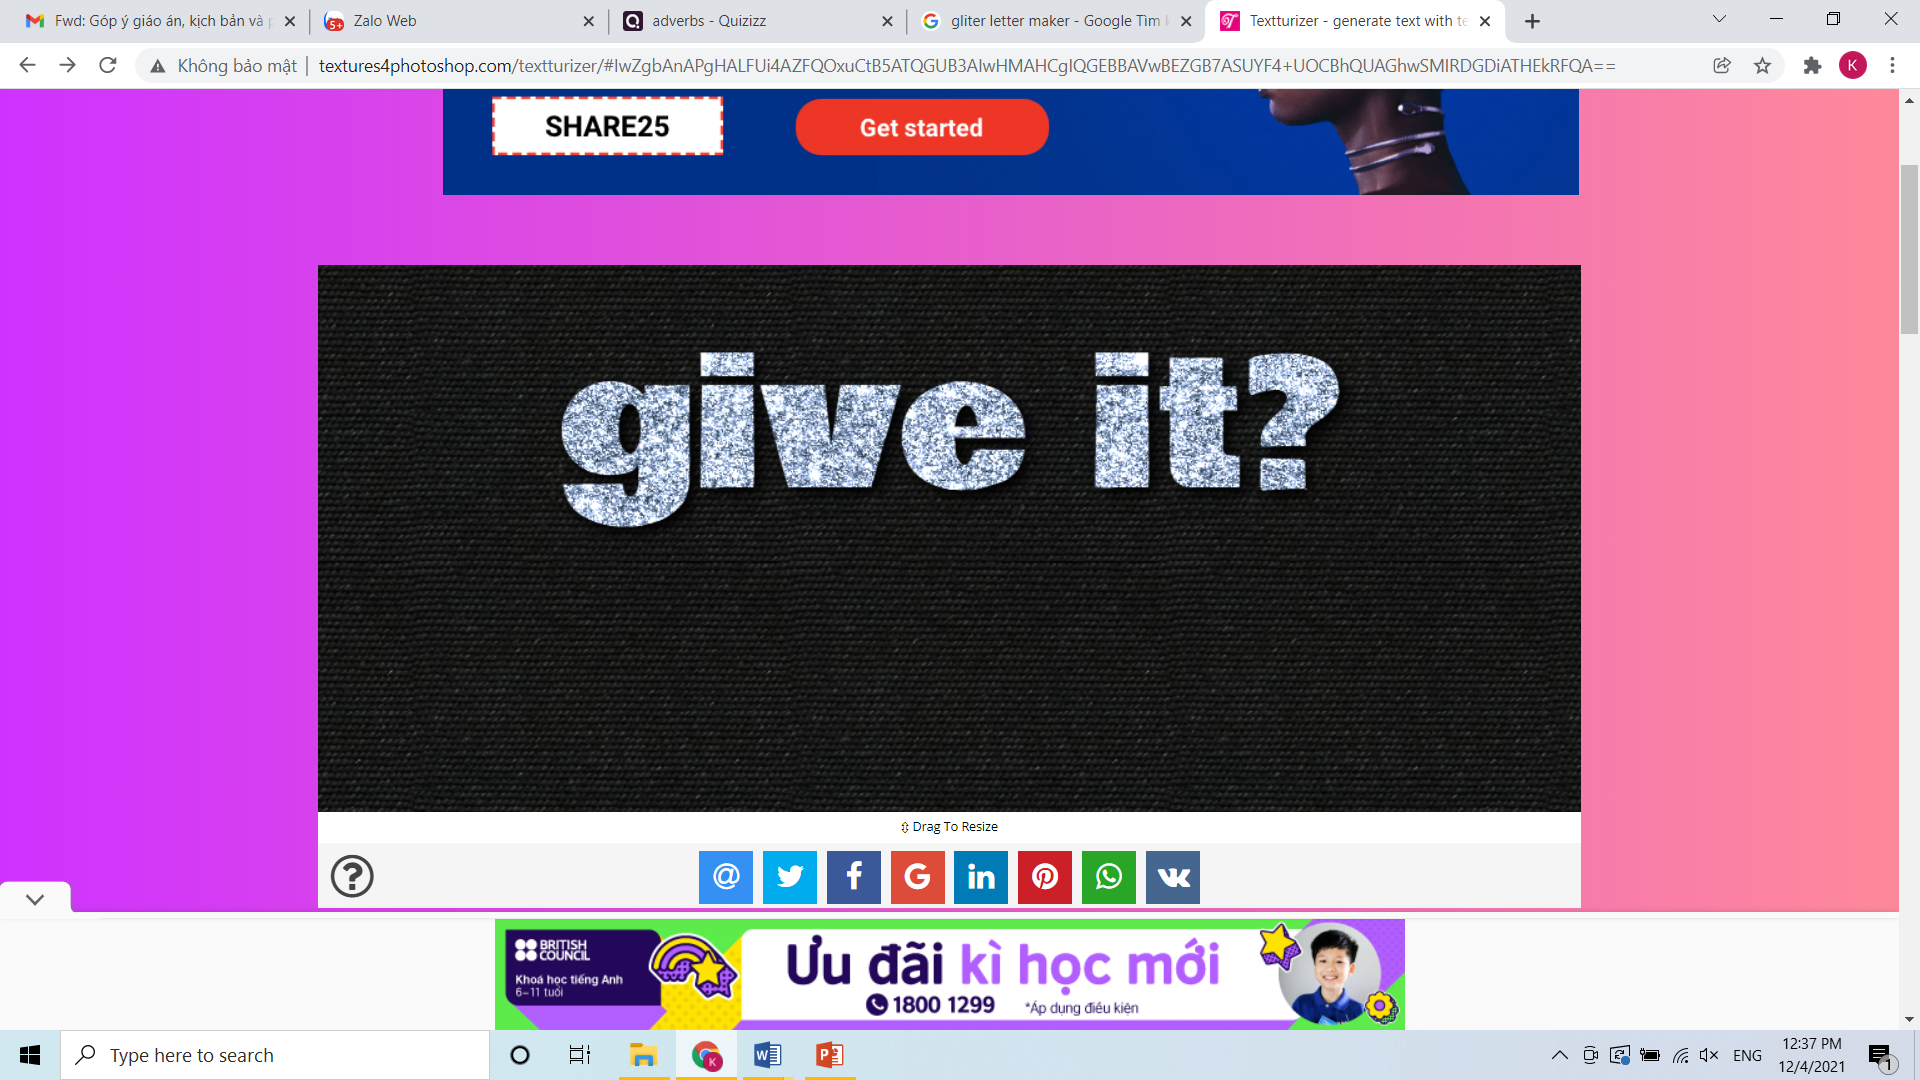 Fwd: Góp ý giáo án, kịch bản và p
Zalo Web
adverbs - Quizizz
gliter letter maker - Google Tìm k
Textturizer - generate text with te
Không bảo mật
textures4photoshop.com/textturizer/#IwZgbAnAPgHALFUi4AZFQOxuCtB5ATQGUB3AIwHMAHCgIQGEBBAVwBEZGB7ASUYF4+UOCBhQUAGhwSMIRDGDiATHEkRFQA==
K
SHARE25
Get started
give it?
Drag To Resize
BRITISH
COUNCIL
Khoá học tiếng Anh
6–11 tuổi
Ưu đãi kì học mới
1800 1299
*Áp dụng điều kiện
Type here to search
ENG
12:37 PM
12/4/2021
1